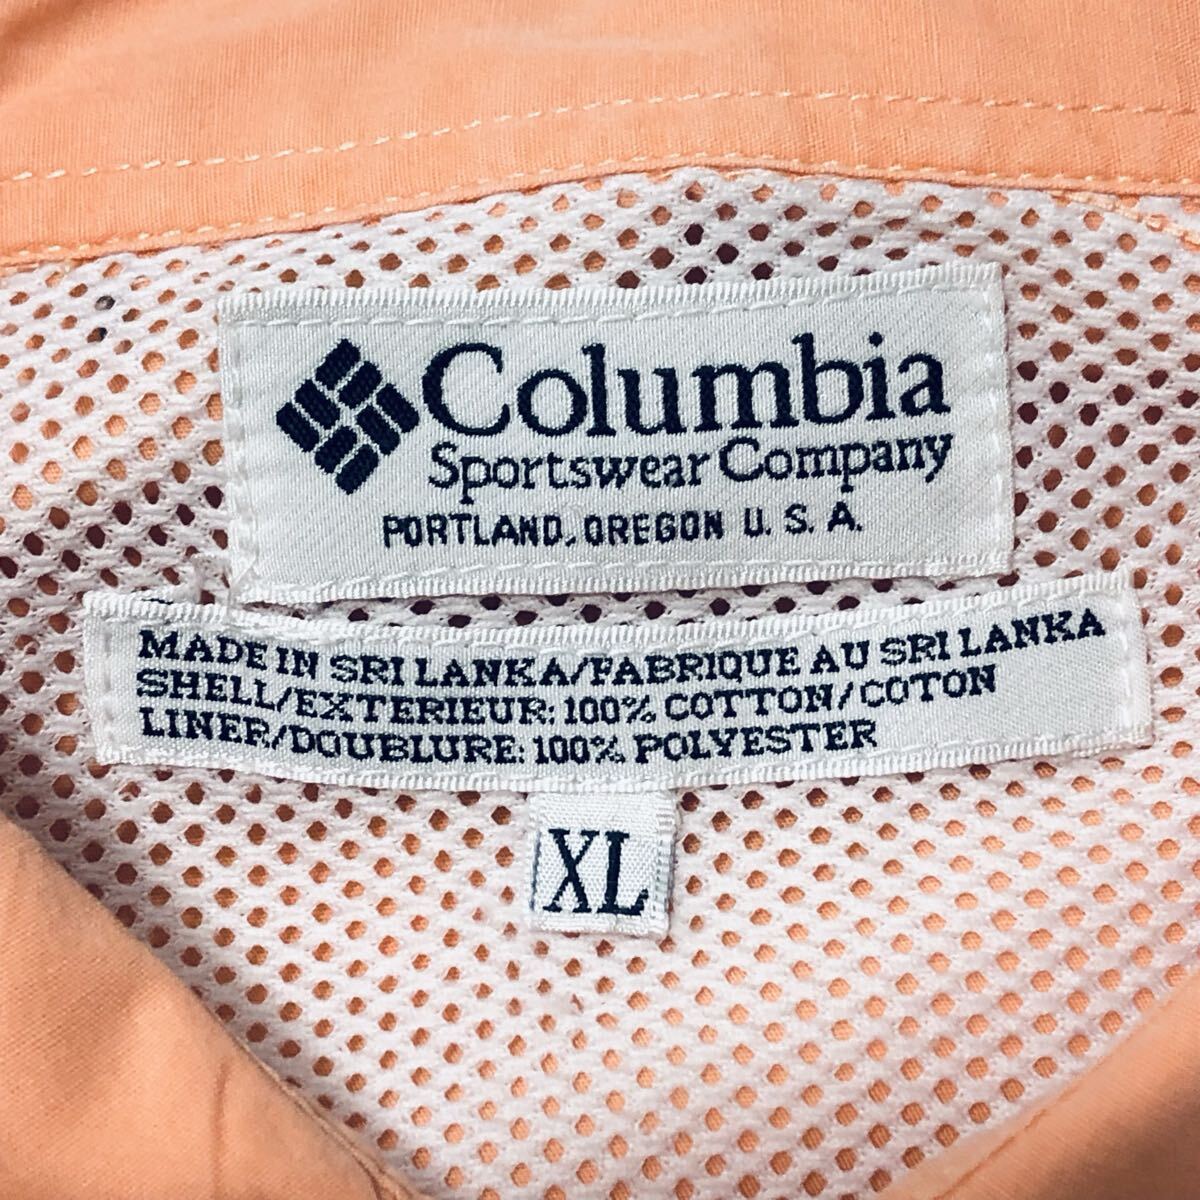 Columbia
Sportswear Company
PORTLAND, OREGON U. S. A.
MADE IN SRI LANKA/FABRIQUE AU SRI LANKA
SHELL/EXTERIEUR: 100% COTTON/COTON
LINER/DOUBLURE: 100% POLYESTER
XL